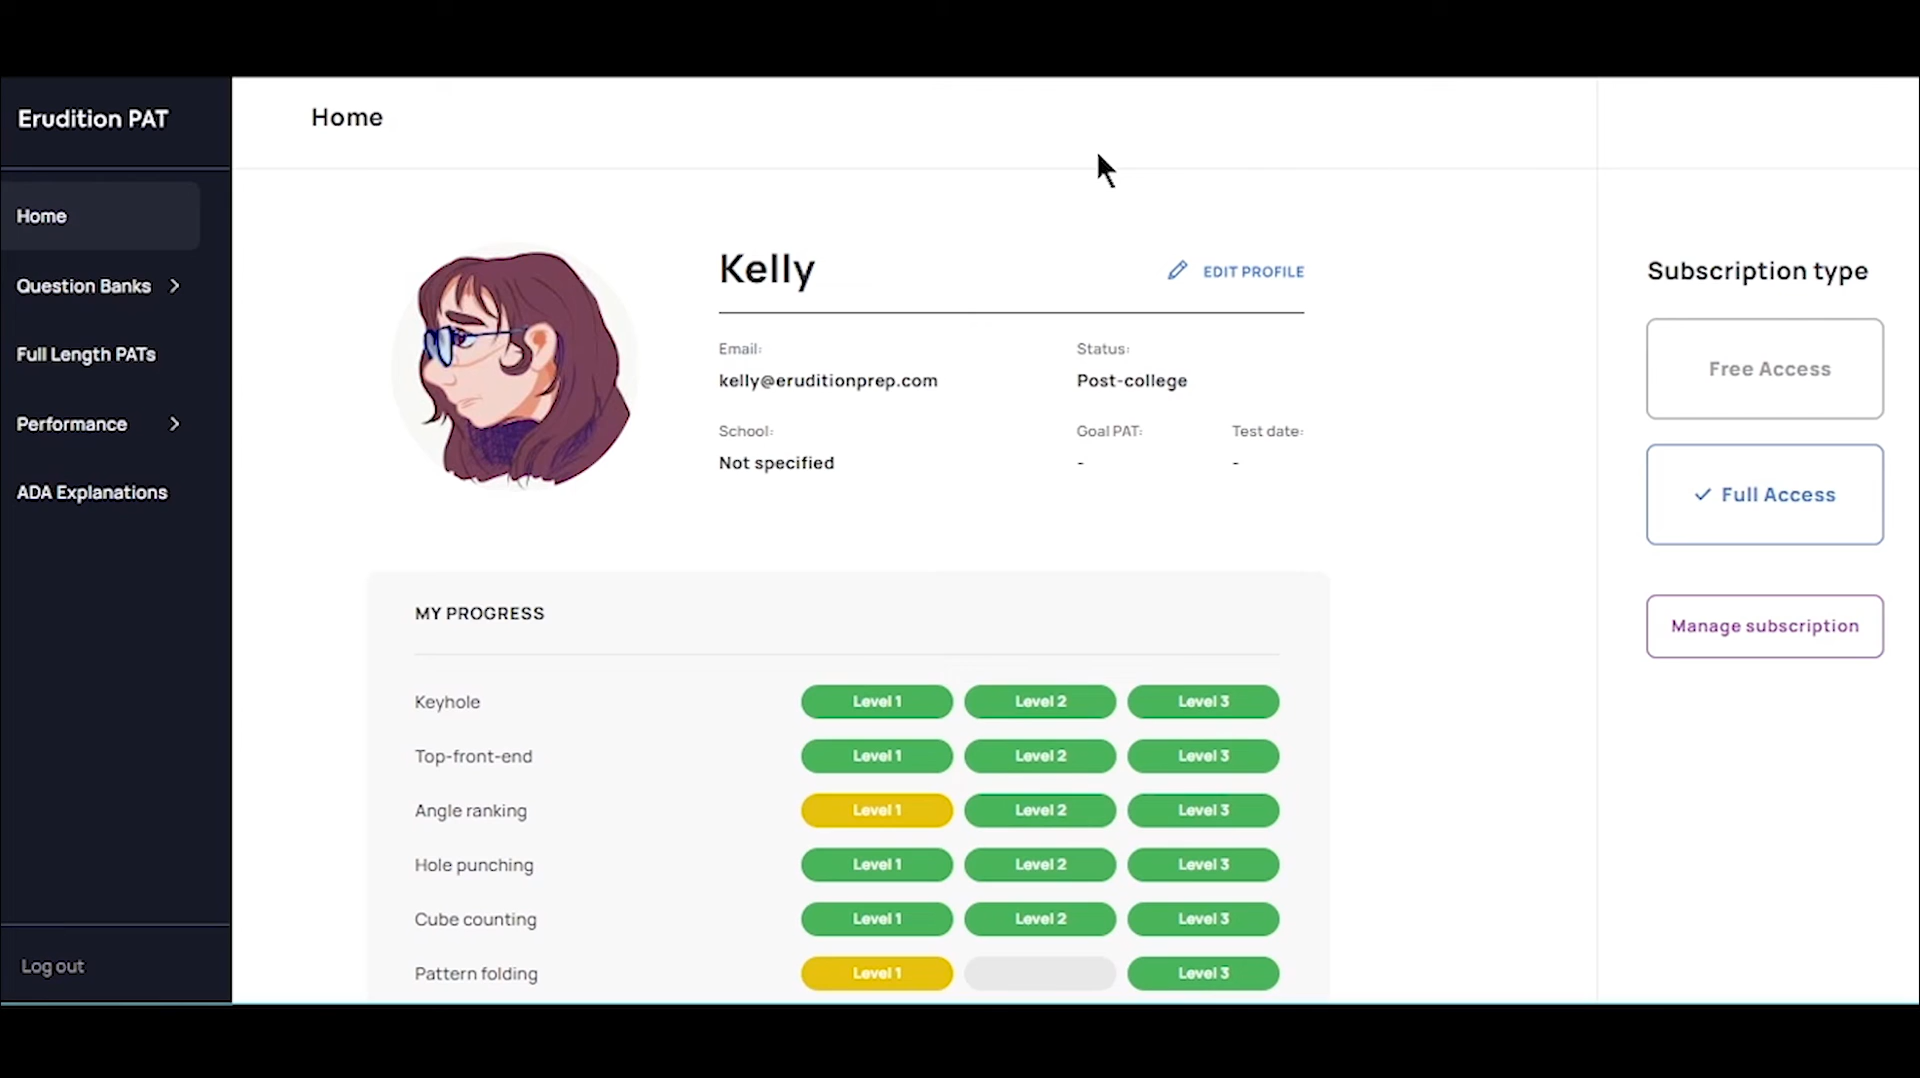 Erudition PAT
Home
Home
Question Banks
Full Length PATs
Performance
ADA Explanations
Log out
Kelly
EDIT PROFILE
Email:
Status:
kelly@eruditionprep.com
Post-college
School:
Goal PAT:
Test date:
Not specified
-
-
MY PROGRESS
Keyhole
Level 1
Level 2
Level 3
Top-front-end
Level 1
Level 2
Level 3
Angle ranking
Level 1
Level 2
Level 3
Hole punching
Level 1
Level 2
Level 3
Cube counting
Level 1
Level 2
Level 3
Pattern folding
Level 1
Level 3
Subscription type
Free Access
Full Access
Manage subscription